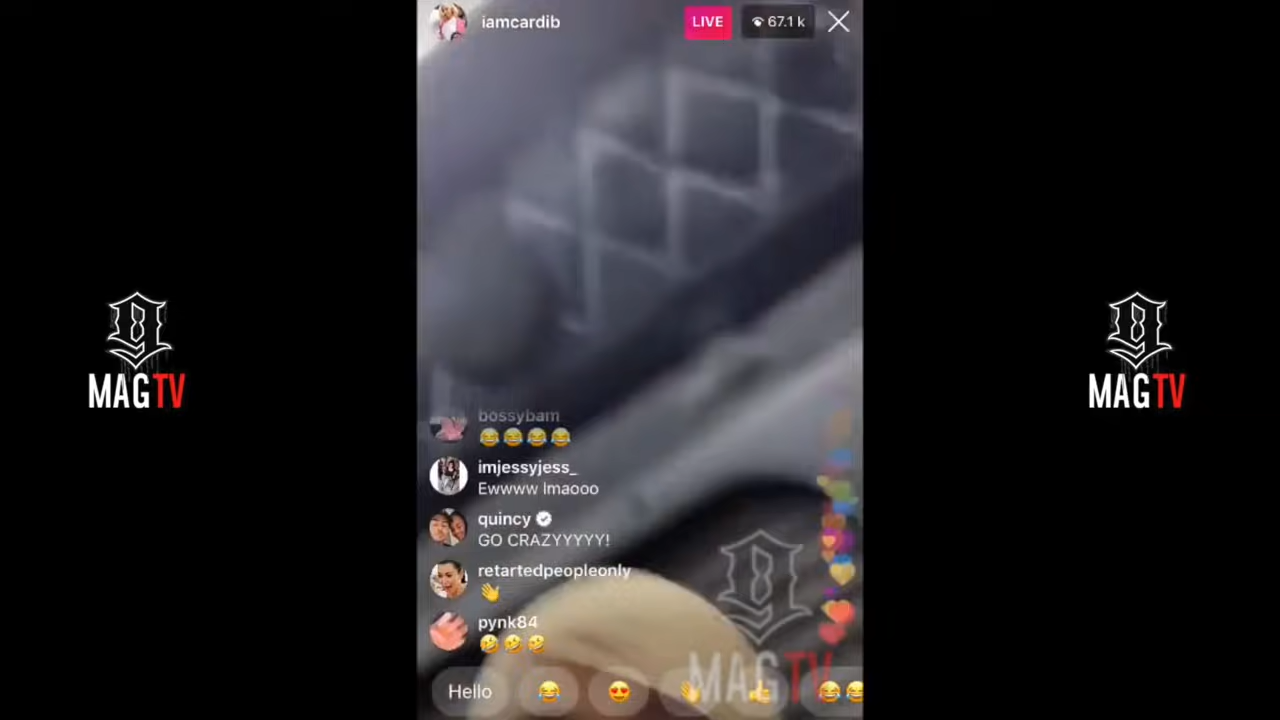 iamcardib
LIVE
67.1 k
bossybam
😂😂😂😂
imjessyjess_
Ewwww lmaooo
quincy
GO CRAZYYYYY!
retartedpeopleonly
👋
pynk84
🤣🤣🤣
Hello 😂 😍 👋 👍 😂😂
MAGTV
MAGTV
MAGTV